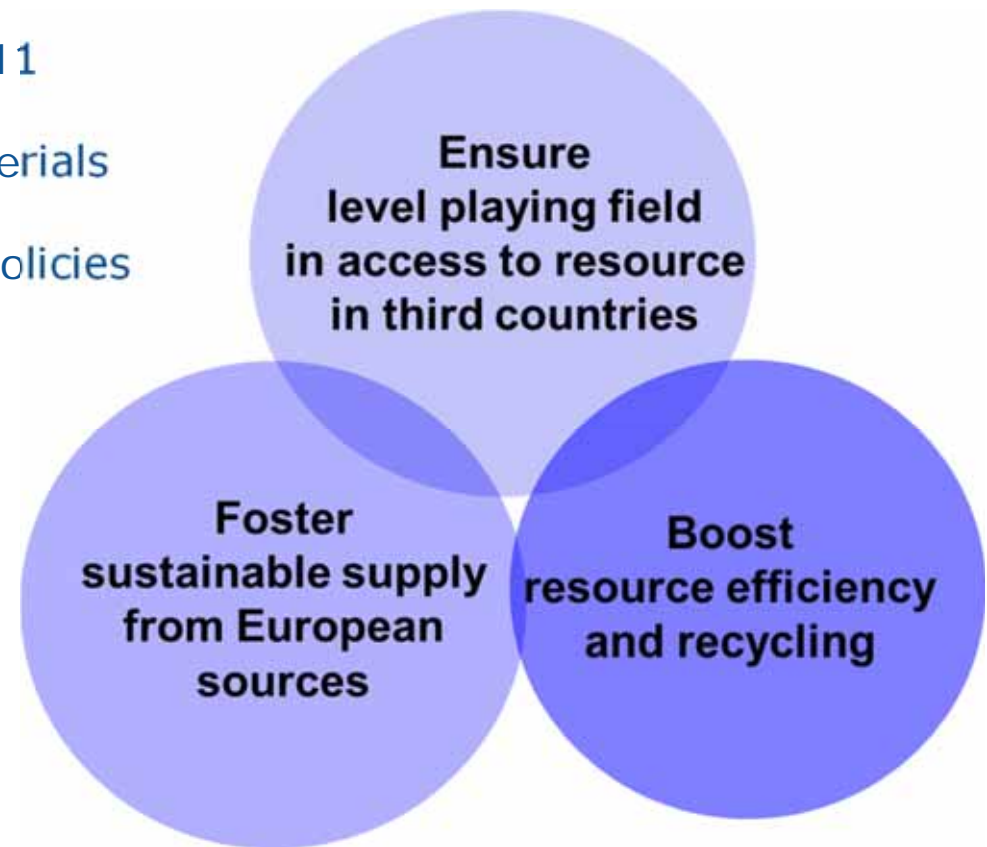 11
erials
olicies
Ensure
level playing field
in access to resource
in third countries
Foster
sustainable supply
from European
sources
Boost
resource efficiency
and recycling